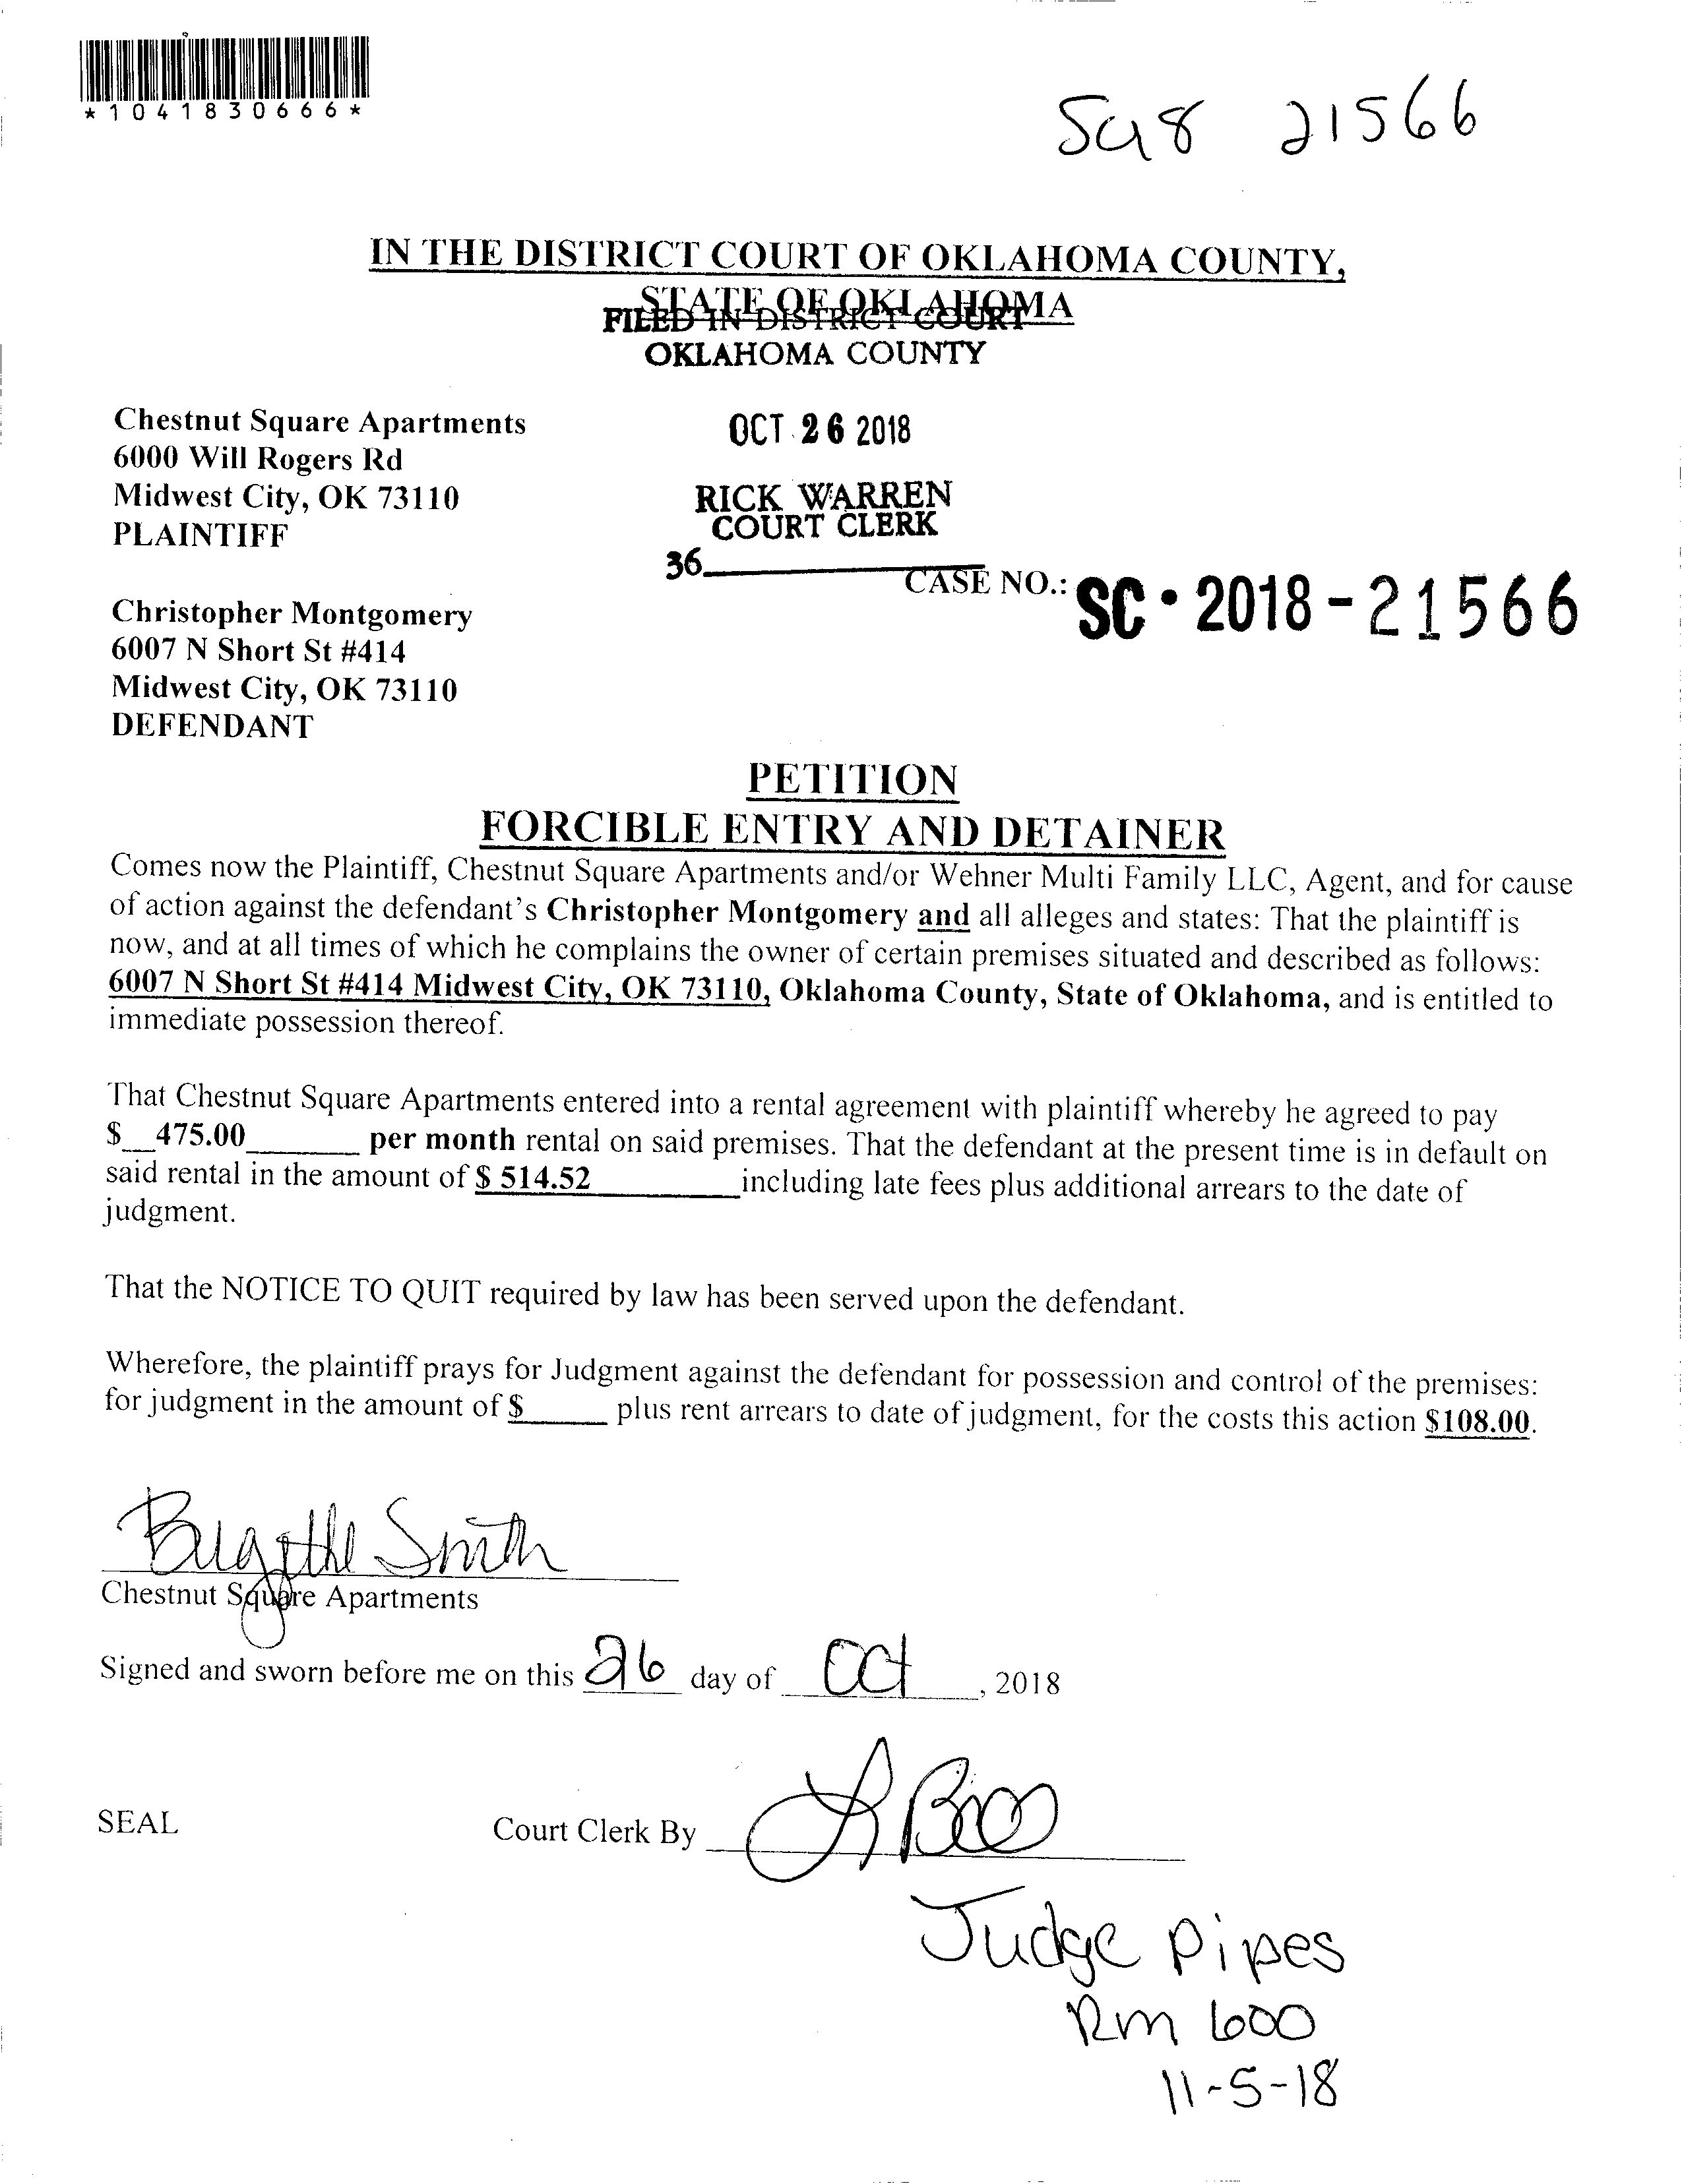 *1041830666*
21566
IN THE DISTRICT COURT OF OKLAHOMA COUNTY,
STATE OF OKLAHOMA
FILED IN DISTRICT COURT
OKLAHOMA COUNTY
Chestnut Square Apartments
6000 Will Rogers Rd
Midwest City, OK 73110
PLAINTIFF
OCT 26 2018
RICK WARREN
COURT CLERK
36
CASE NO.: SC·2018-21566
Christopher Montgomery
6007 N Short St #414
Midwest City, OK 73110
DEFENDANT
PETITION
FORCIBLE ENTRY AND DETAINER
Comes now the Plaintiff, Chestnut Square Apartments and/or Wehner Multi Family LLC, Agent, and for cause
of action against the defendant's Christopher Montgomery and all alleges and states: That the plaintiff is
now, and at all times of which he complains the owner of certain premises situated and described as follows:
6007 N Short St #414 Midwest City, OK 73110, Oklahoma County, State of Oklahoma, and is entitled to
immediate possession thereof.
That Chestnut Square Apartments entered into a rental agreement with plaintiff whereby he agreed to pay
$__475.00_______ per month rental on said premises. That the defendant at the present time is in default on
said rental in the amount of $ 514.52 _________including late fees plus additional arrears to the date of
judgment.
That the NOTICE TO QUIT required by law has been served upon the defendant.
Wherefore, the plaintiff prays for Judgment against the defendant for possession and control of the premises:
for judgment in the amount of $_____ plus rent arrears to date of judgment, for the costs this action $108.00.
Smith
Chestnut Square Apartments
Signed and sworn before me on this 26 day of Oct, 2018
SEAL
Court Clerk By
Judge Pipes
Rm 600
11-5-18